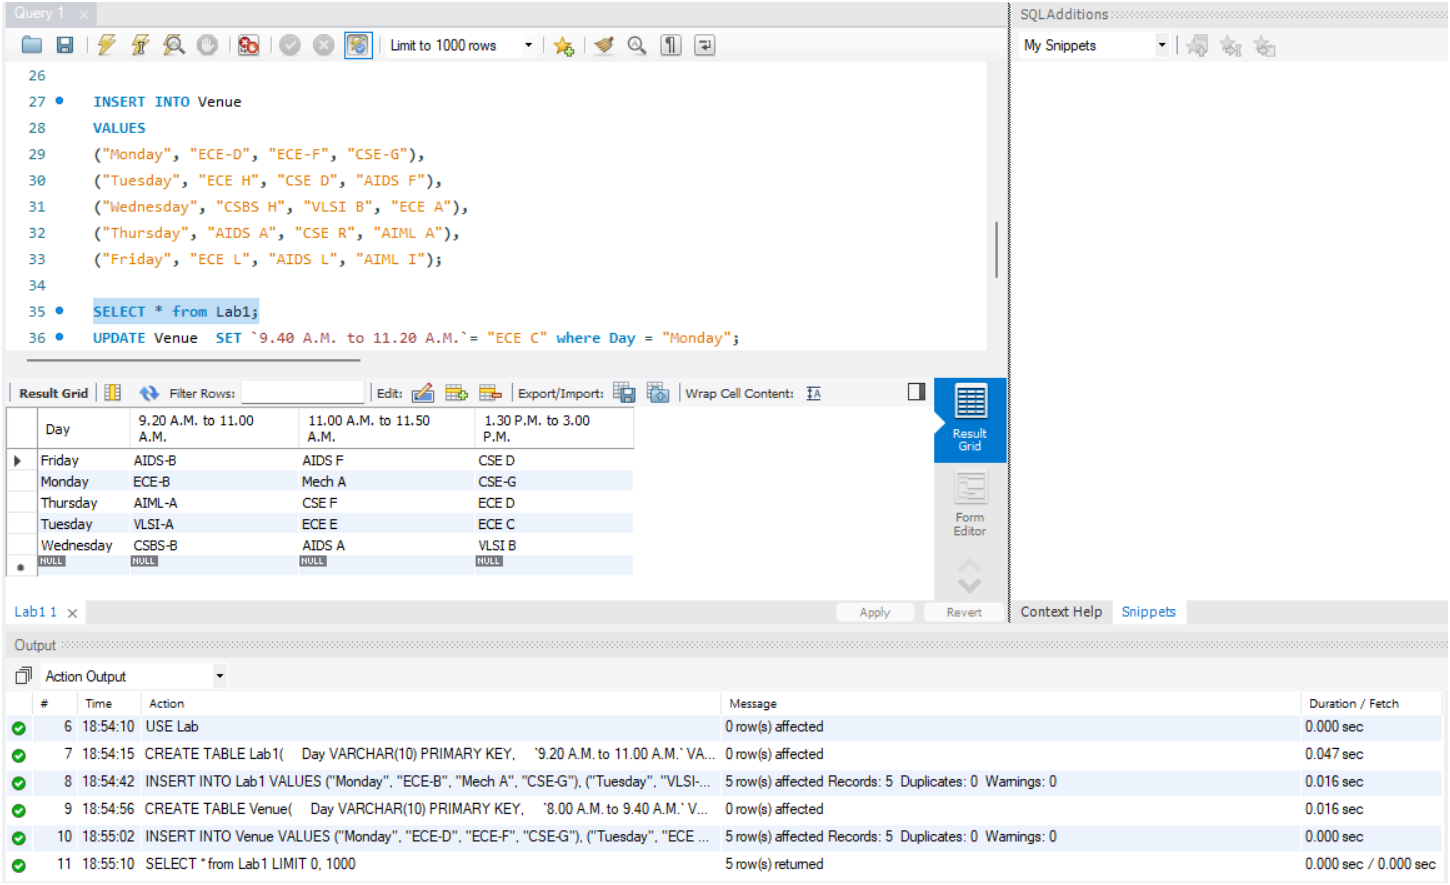 Query 1
SQLAdditions
Limit to 1000 rows
My Snippets
26
27 INSERT INTO Venue
28 VALUES
29 ("Monday", "ECE-D", "ECE-F", "CSE-G"),
30 ("Tuesday", "ECE H", "CSE D", "AIDS F"),
31 ("Wednesday", "CSBS H", "VLSI B", "ECE A"),
32 ("Thursday", "AIDS A", "CSE R", "AIML A"),
33 ("Friday", "ECE L", "AIDS L", "AIML I");
34
35 SELECT * from Lab1;
36 UPDATE Venue  SET `9.40 A.M. to 11.20 A.M.`= "ECE C" where Day = "Monday";
Result Grid Filter Rows: Edit: Export/Import: Wrap Cell Content:
Day 9.20 A.M. to 11.00 A.M. 11.00 A.M. to 11.50 A.M. 1.30 P.M. to 3.00 P.M.
Friday AIDS-B AIDS F CSE D
Monday ECE-B Mech A CSE-G
Thursday AIML-A CSE F ECE D
Tuesday VLSI-A ECE E ECE C
Wednesday CSBS-B AIDS A VLSI B
NULL NULL NULL NULL
Result Grid
Form Editor
Lab1 1 Apply Revert
Context Help Snippets
Output
Action Output
# Time Action Message Duration / Fetch
6 18:54:10 USE Lab 0 row(s) affected 0.000 sec
7 18:54:15 CREATE TABLE Lab1( Day VARCHAR(10) PRIMARY KEY, `9.20 A.M. to 11.00 A.M.` VA... 0 row(s) affected 0.047 sec
8 18:54:42 INSERT INTO Lab1 VALUES ("Monday", "ECE-B", "Mech A", "CSE-G"), ("Tuesday", "VLSI-... 5 row(s) affected Records: 5 Duplicates: 0 Warnings: 0 0.016 sec
9 18:54:56 CREATE TABLE Venue( Day VARCHAR(10) PRIMARY KEY, `8.00 A.M. to 9.40 A.M.` V... 0 row(s) affected 0.016 sec
10 18:55:02 INSERT INTO Venue VALUES ("Monday", "ECE-D", "ECE-F", "CSE-G"), ("Tuesday", "ECE ... 5 row(s) affected Records: 5 Duplicates: 0 Warnings: 0 0.000 sec
11 18:55:10 SELECT * from Lab1 LIMIT 0, 1000 5 row(s) returned 0.000 sec / 0.000 sec